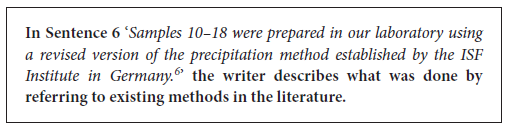 In Sentence 6 ‘Samples 10–18 were prepared in our laboratory using
a revised version of the precipitation method established by the ISF
Institute in Germany.⁶’ the writer describes what was done by
referring to existing methods in the literature.